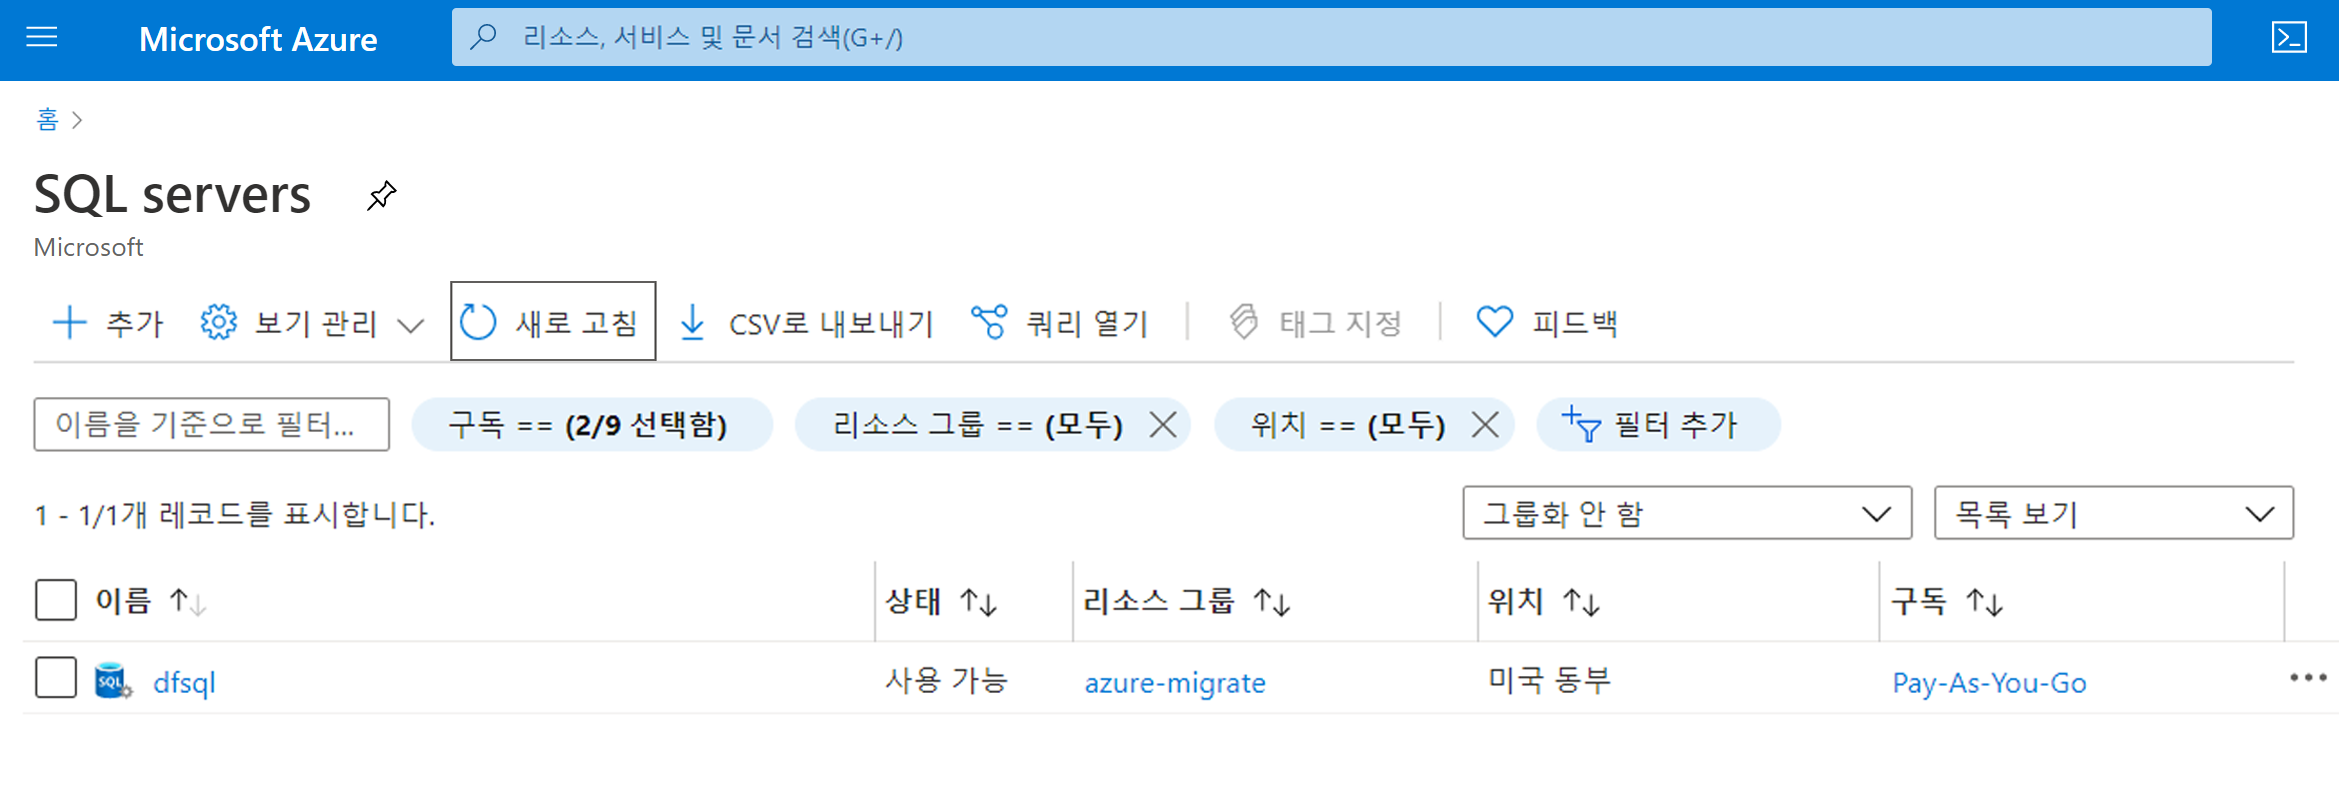 Microsoft Azure
리소스, 서비스 및 문서 검색(G+/)
홈
SQL servers
Microsoft
추가 보기 관리 새로 고침 CSV로 내보내기 쿼리 열기 태그 지정 피드백
이름을 기준으로 필터... 구독 == (2/9 선택함) 리소스 그룹 == (모두) 위치 == (모두) 필터 추가
1 - 1/1개 레코드를 표시합니다. 그룹화 안 함 목록 보기
이름 상태 리소스 그룹 위치 구독
SQL dfsql 사용 가능 azure-migrate 미국 동부 Pay-As-You-Go